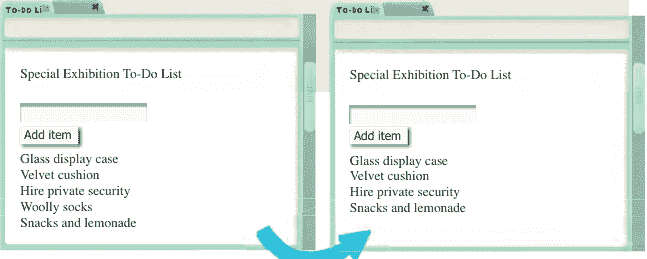 To-Do List
Special Exhibition To-Do List
Add item
Glass display case
Velvet cushion
Hire private security
Woolly socks
Snacks and lemonade
To-Do List
Special Exhibition To-Do List
Add item
Glass display case
Velvet cushion
Hire private security
Snacks and lemonade